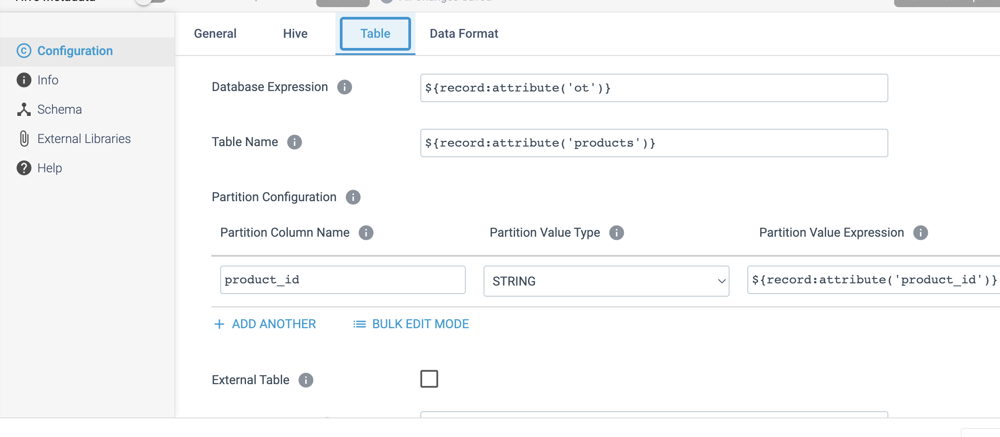 General
Hive
Table
Data Format
Configuration
Info
Schema
External Libraries
Help
Database Expression
${record:attribute('ot')}
Table Name
${record:attribute('products')}
Partition Configuration
Partition Column Name
Partition Value Type
Partition Value Expression
product_id
STRING
${record:attribute('product_id')}
ADD ANOTHER
BULK EDIT MODE
External Table